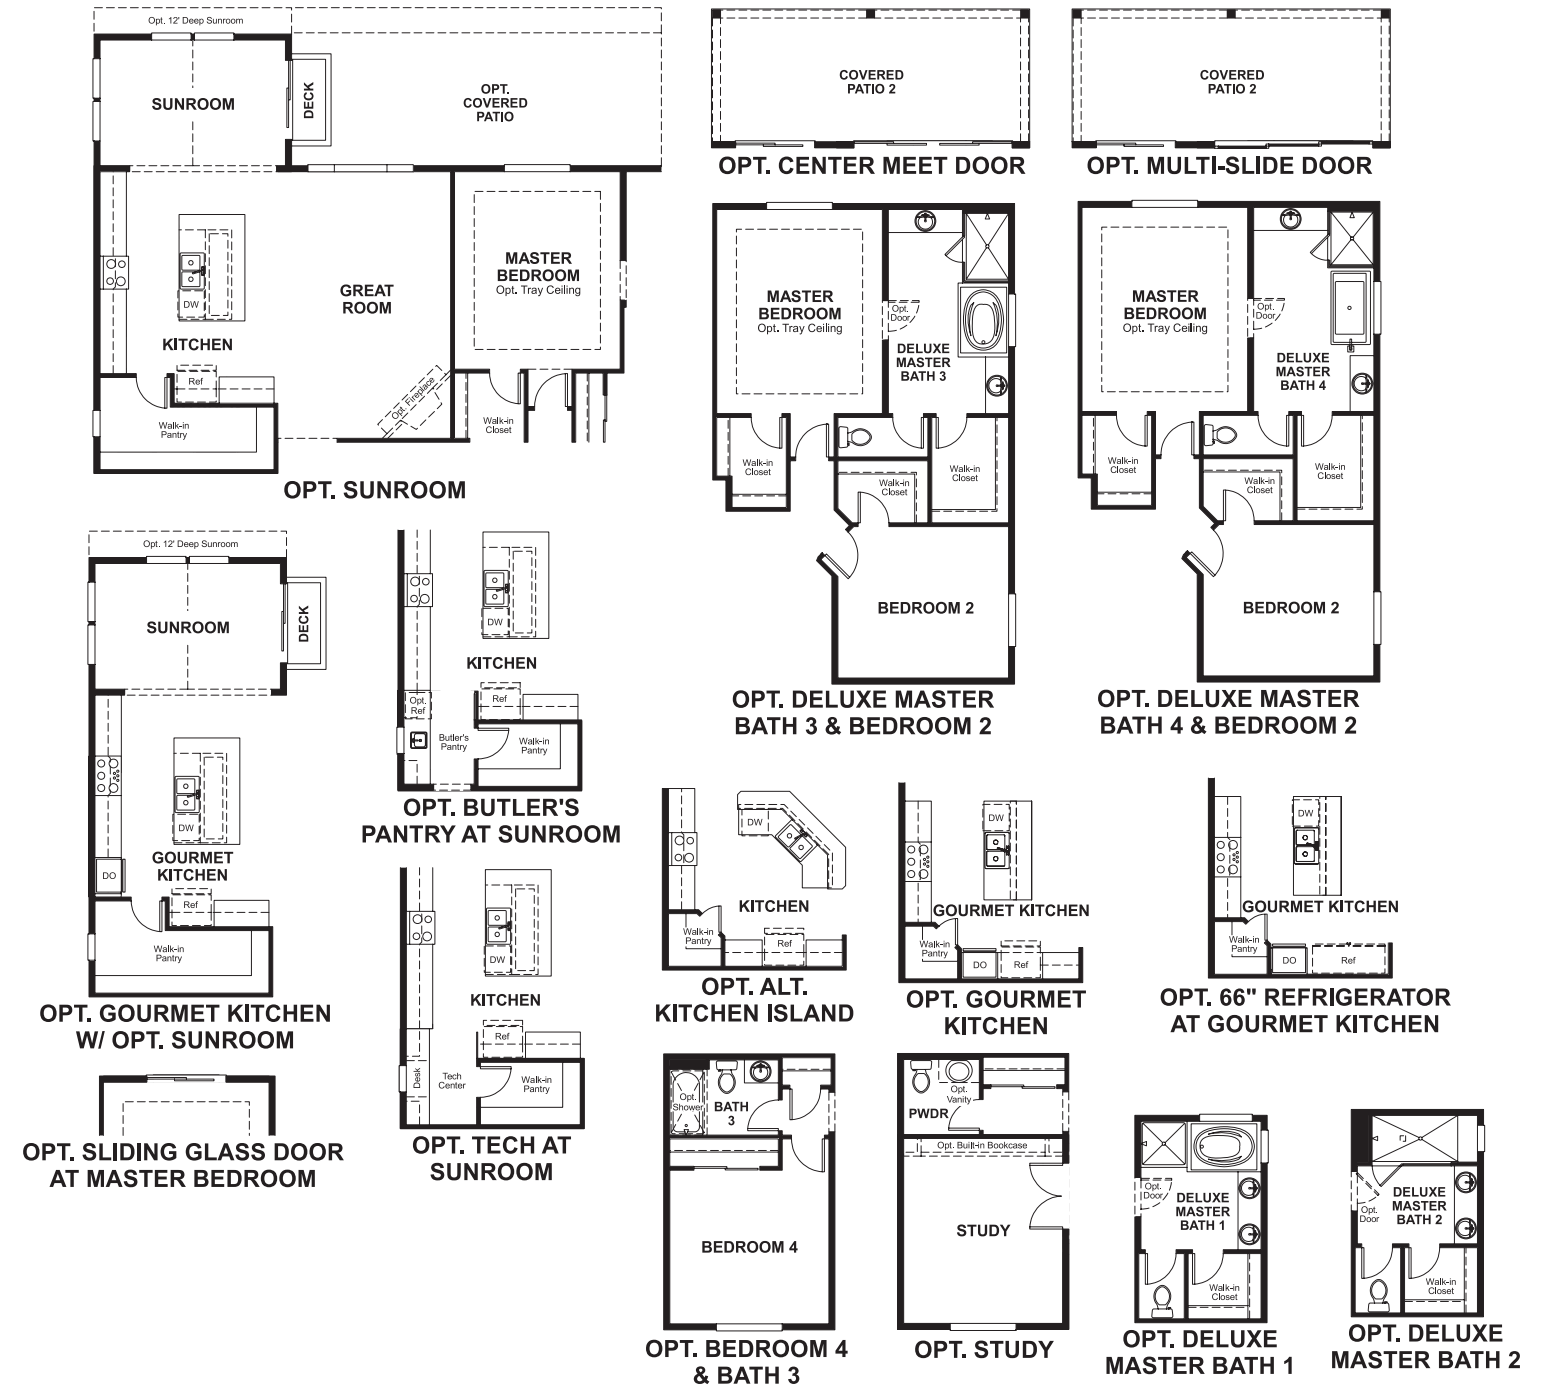 Opt. 12' Deep Sunroom
SUNROOM
DECK
OPT.
COVERED
PATIO
GREAT
ROOM
MASTER
BEDROOM
Opt. Tray Ceiling
DW
KITCHEN
Ref
Opt. Fireplace
Walk-in
Pantry
Walk-in
Closet
OPT. SUNROOM
COVERED
PATIO 2
OPT. CENTER MEET DOOR
COVERED
PATIO 2
OPT. MULTI-SLIDE DOOR
MASTER
BEDROOM
Opt. Tray Ceiling
Opt.
Door
DELUXE
MASTER
BATH 3
Walk-in
Closet
Walk-in
Closet
Walk-in
Closet
BEDROOM 2
OPT. DELUXE MASTER
BATH 3 & BEDROOM 2
MASTER
BEDROOM
Opt. Tray Ceiling
Opt.
Door
DELUXE
MASTER
BATH 4
Walk-in
Closet
Walk-in
Closet
Walk-in
Closet
BEDROOM 2
OPT. DELUXE MASTER
BATH 4 & BEDROOM 2
Opt. 12' Deep Sunroom
SUNROOM
DECK
DW
GOURMET
KITCHEN
DO
Ref
Walk-in
Pantry
OPT. GOURMET KITCHEN
W/ OPT. SUNROOM
DW
KITCHEN
Opt.
Ref
Ref
Butler's
Pantry
Walk-in
Pantry
OPT. BUTLER'S
PANTRY AT SUNROOM
DW
KITCHEN
Ref
Desk
Tech
Center
Walk-in
Pantry
OPT. TECH AT
SUNROOM
DW
KITCHEN
Walk-in
Pantry
Ref
OPT. ALT.
KITCHEN ISLAND
DW
GOURMET KITCHEN
Walk-in
Pantry
DO
Ref
OPT. GOURMET
KITCHEN
DW
GOURMET KITCHEN
Walk-in
Pantry
DO
Ref
OPT. 66" REFRIGERATOR
AT GOURMET KITCHEN
OPT. SLIDING GLASS DOOR
AT MASTER BEDROOM
Opt.
Shower
BATH
3
BEDROOM 4
OPT. BEDROOM 4
& BATH 3
PWDR
Opt.
Vanity
Opt. Built-in Bookcase
STUDY
OPT. STUDY
Opt.
Door
DELUXE
MASTER
BATH 1
Walk-in
Closet
OPT. DELUXE
MASTER BATH 1
Opt.
Door
DELUXE
MASTER
BATH 2
Walk-in
Closet
OPT. DELUXE
MASTER BATH 2